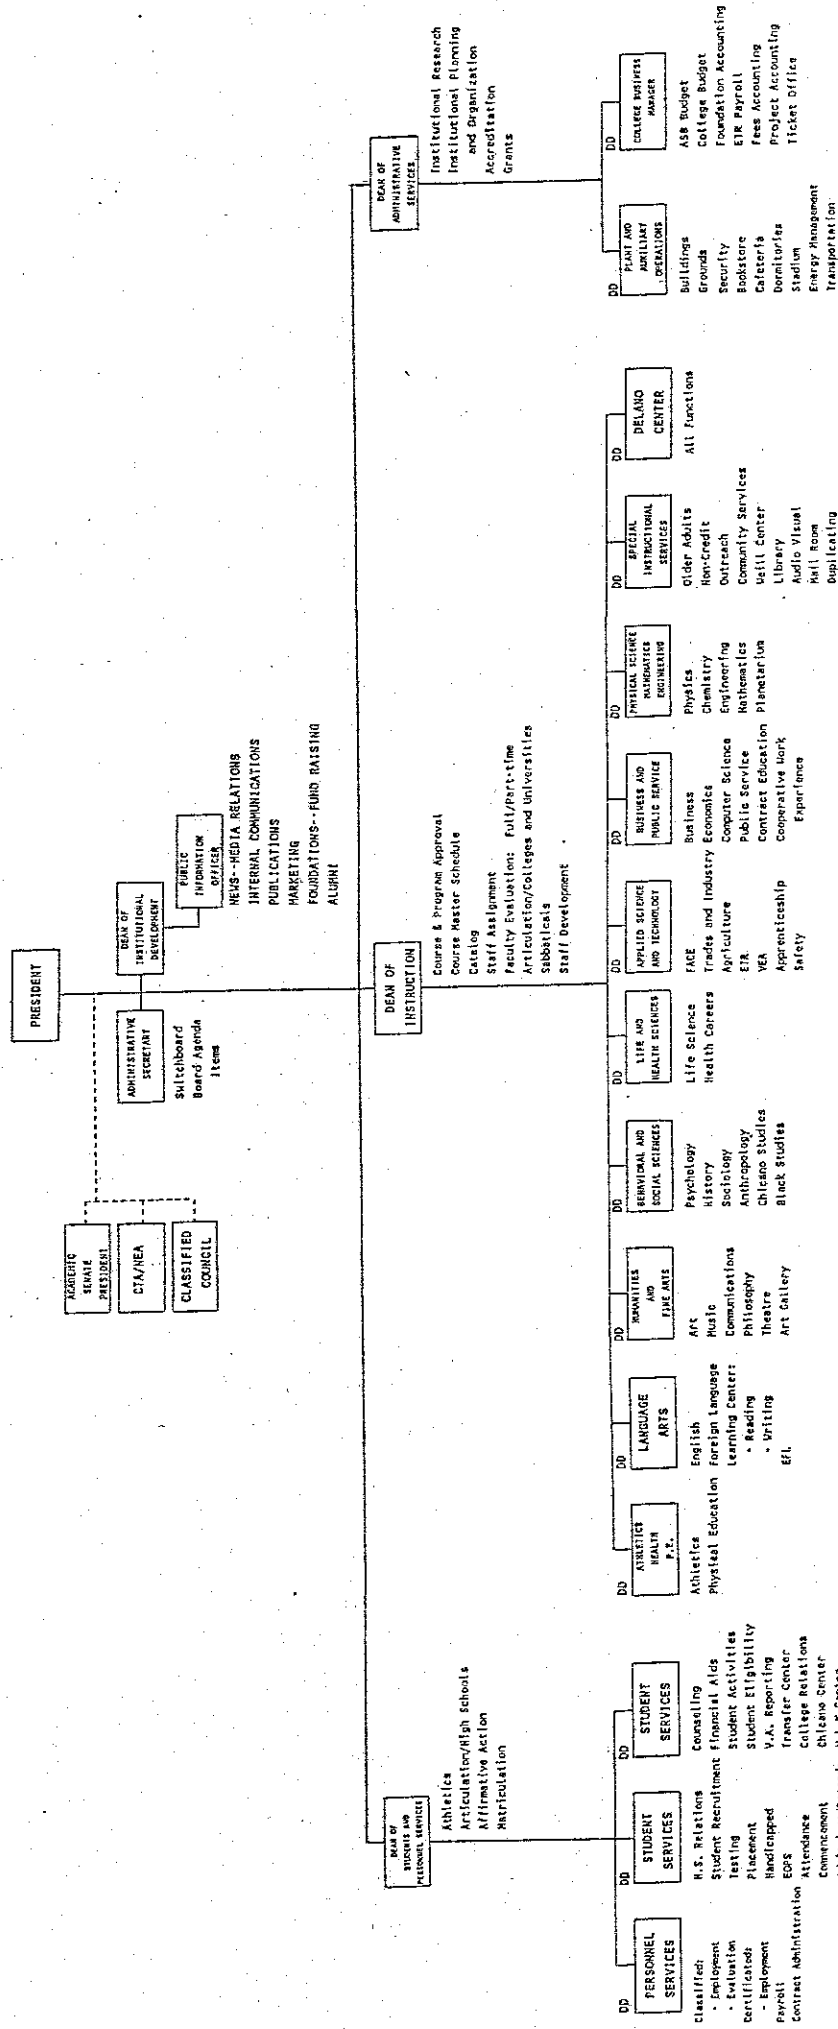 PRESIDENT
ACADEMIC
SENATE
PRESIDENT
CTA/NEA
CLASSIFIED
COUNCIL
ADMINISTRATIVE
SECRETARY
Switchboard
Board Agenda
Items
DEAN OF
INSTITUTIONAL
DEVELOPMENT
PUBLIC
INFORMATION
OFFICER
NEWS--MEDIA RELATIONS
INTERNAL COMMUNICATIONS
PUBLICATIONS
MARKETING
FOUNDATIONS--FUND RAISING
ALUMNI
DEAN OF
STUDENTS AND
PERSONNEL SERVICES
Athletics
Articulation/High Schools
Affirmative Action
Matriculation
DEAN OF
INSTRUCTION
Course & Program Approval
Course Master Schedule
Catalog
Staff Assignment
Faculty Evaluation: Full/Part-time
Articulation/Colleges and Universities
Sabbaticals
Staff Development
DEAN OF
ADMINISTRATIVE
SERVICES
Institutional Research
Institutional Planning
and Organization
Accreditation
Grants
DD
PERSONNEL
SERVICES
Classified:
- Employment
- Evaluation
Certificated:
- Employment
Payroll
Contract Administration
DD
STUDENT
SERVICES
H.S. Relations
Student Recruitment
Testing
Placement
Handicapped
EOPS
Attendance
Commencement
DD
STUDENT
SERVICES
Counseling
Financial Aids
Student Activities
Student Eligibility
V.A. Reporting
Transfer Center
College Relations
Chicano Center
DD
ATHLETICS
HEALTH
P.E.
Athletics
Physical Education
DD
LANGUAGE
ARTS
English
Foreign Language
Learning Center:
- Reading
- Writing
EFL
DD
HUMANITIES
AND
FINE ARTS
Art
Music
Communications
Philosophy
Theatre
Art Gallery
DD
BEHAVIORAL AND
SOCIAL SCIENCES
Psychology
History
Sociology
Anthropology
Chicano Studies
Black Studies
DD
LIFE AND
HEALTH SCIENCES
Life Science
Health Careers
DD
APPLIED SCIENCE
AND TECHNOLOGY
FACE
Trades and Industry
Agriculture
ETR
VEA
Apprenticeship
Safety
DD
BUSINESS AND
PUBLIC SERVICE
Business
Economics
Computer Science
Public Service
Contract Education
Cooperative Work
Experience
DD
PHYSICAL SCIENCE
MATHEMATICS
ENGINEERING
Physics
Chemistry
Engineering
Mathematics
Planetarium
DD
SPECIAL
INSTRUCTIONAL
SERVICES
Older Adults
Non-Credit
Outreach
Community Services
Weill Center
Library
Audio Visual
Mail Room
Duplicating
DD
DELANO
CENTER
All Functions
DD
PLANT AND
AUXILIARY
OPERATIONS
Buildings
Grounds
Security
Bookstore
Cafeteria
Dormitories
Stadium
Energy Management
Transportation
DD
COLLEGE BUSINESS
MANAGER
ASB Budget
College Budget
Foundation Accounting
ETR Payroll
Fees Accounting
Project Accounting
Ticket Office